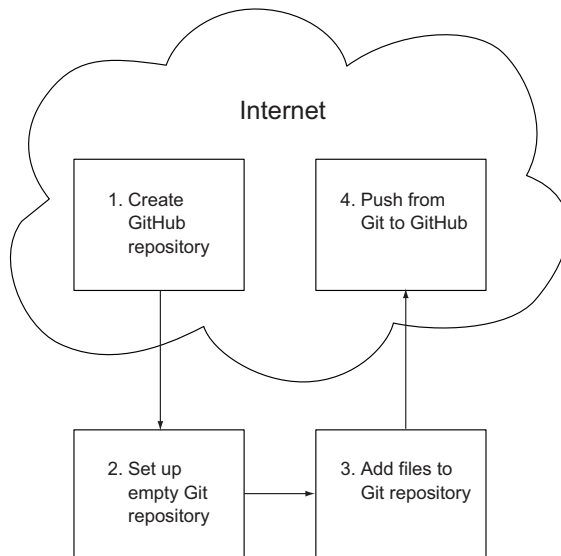 Internet
1. Create
GitHub
repository
4. Push from
Git to GitHub
2. Set up
empty Git
repository
3. Add files to
Git repository